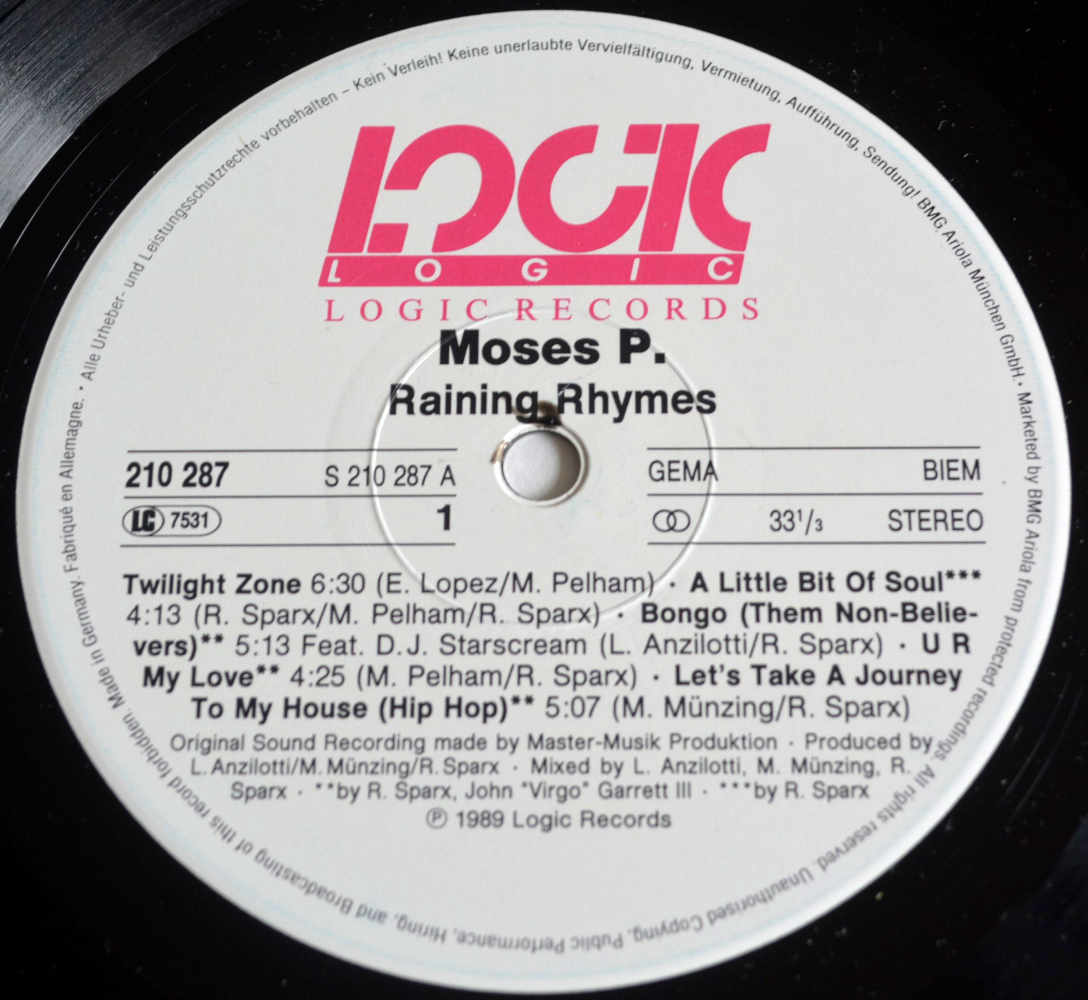 Alle Urheber- und Leistungsschutzrechte vorbehalten – Kein Verleih! Keine unerlaubte Vervielfältigung, Vermietung, Aufführung, Sendung! BMG Ariola München GmbH. • Marketed by BMG Ariola from protected recordings. All rights reserved. Unauthorised Copying, Public Performance, Hiring, and Broadcasting of this record forbidden. Made in Germany. Fabriqué en Allemagne. •
LOGIC
LOGIC
LOGIC RECORDS
Moses P.
Raining Rhymes
210 287 S 210 287 A GEMA BIEM
LC 7531 1 33¹/₃ STEREO
Twilight Zone 6:30 (E. Lopez/M. Pelham) · A Little Bit Of Soul***
4:13 (R. Sparx/M. Pelham/R. Sparx) · Bongo (Them Non-Belie-
vers)** 5:13 Feat. D.J. Starscream (L. Anzilotti/R. Sparx) · U R
My Love** 4:25 (M. Pelham/R. Sparx) · Let's Take A Journey
To My House (Hip Hop)** 5:07 (M. Münzing/R. Sparx)
Original Sound Recording made by Master-Musik Produktion · Produced by
L. Anzilotti/M. Münzing/R. Sparx · Mixed by L. Anzilotti, M. Münzing, R.
Sparx · **by R. Sparx, John "Virgo" Garrett III · ***by R. Sparx
℗ 1989 Logic Records